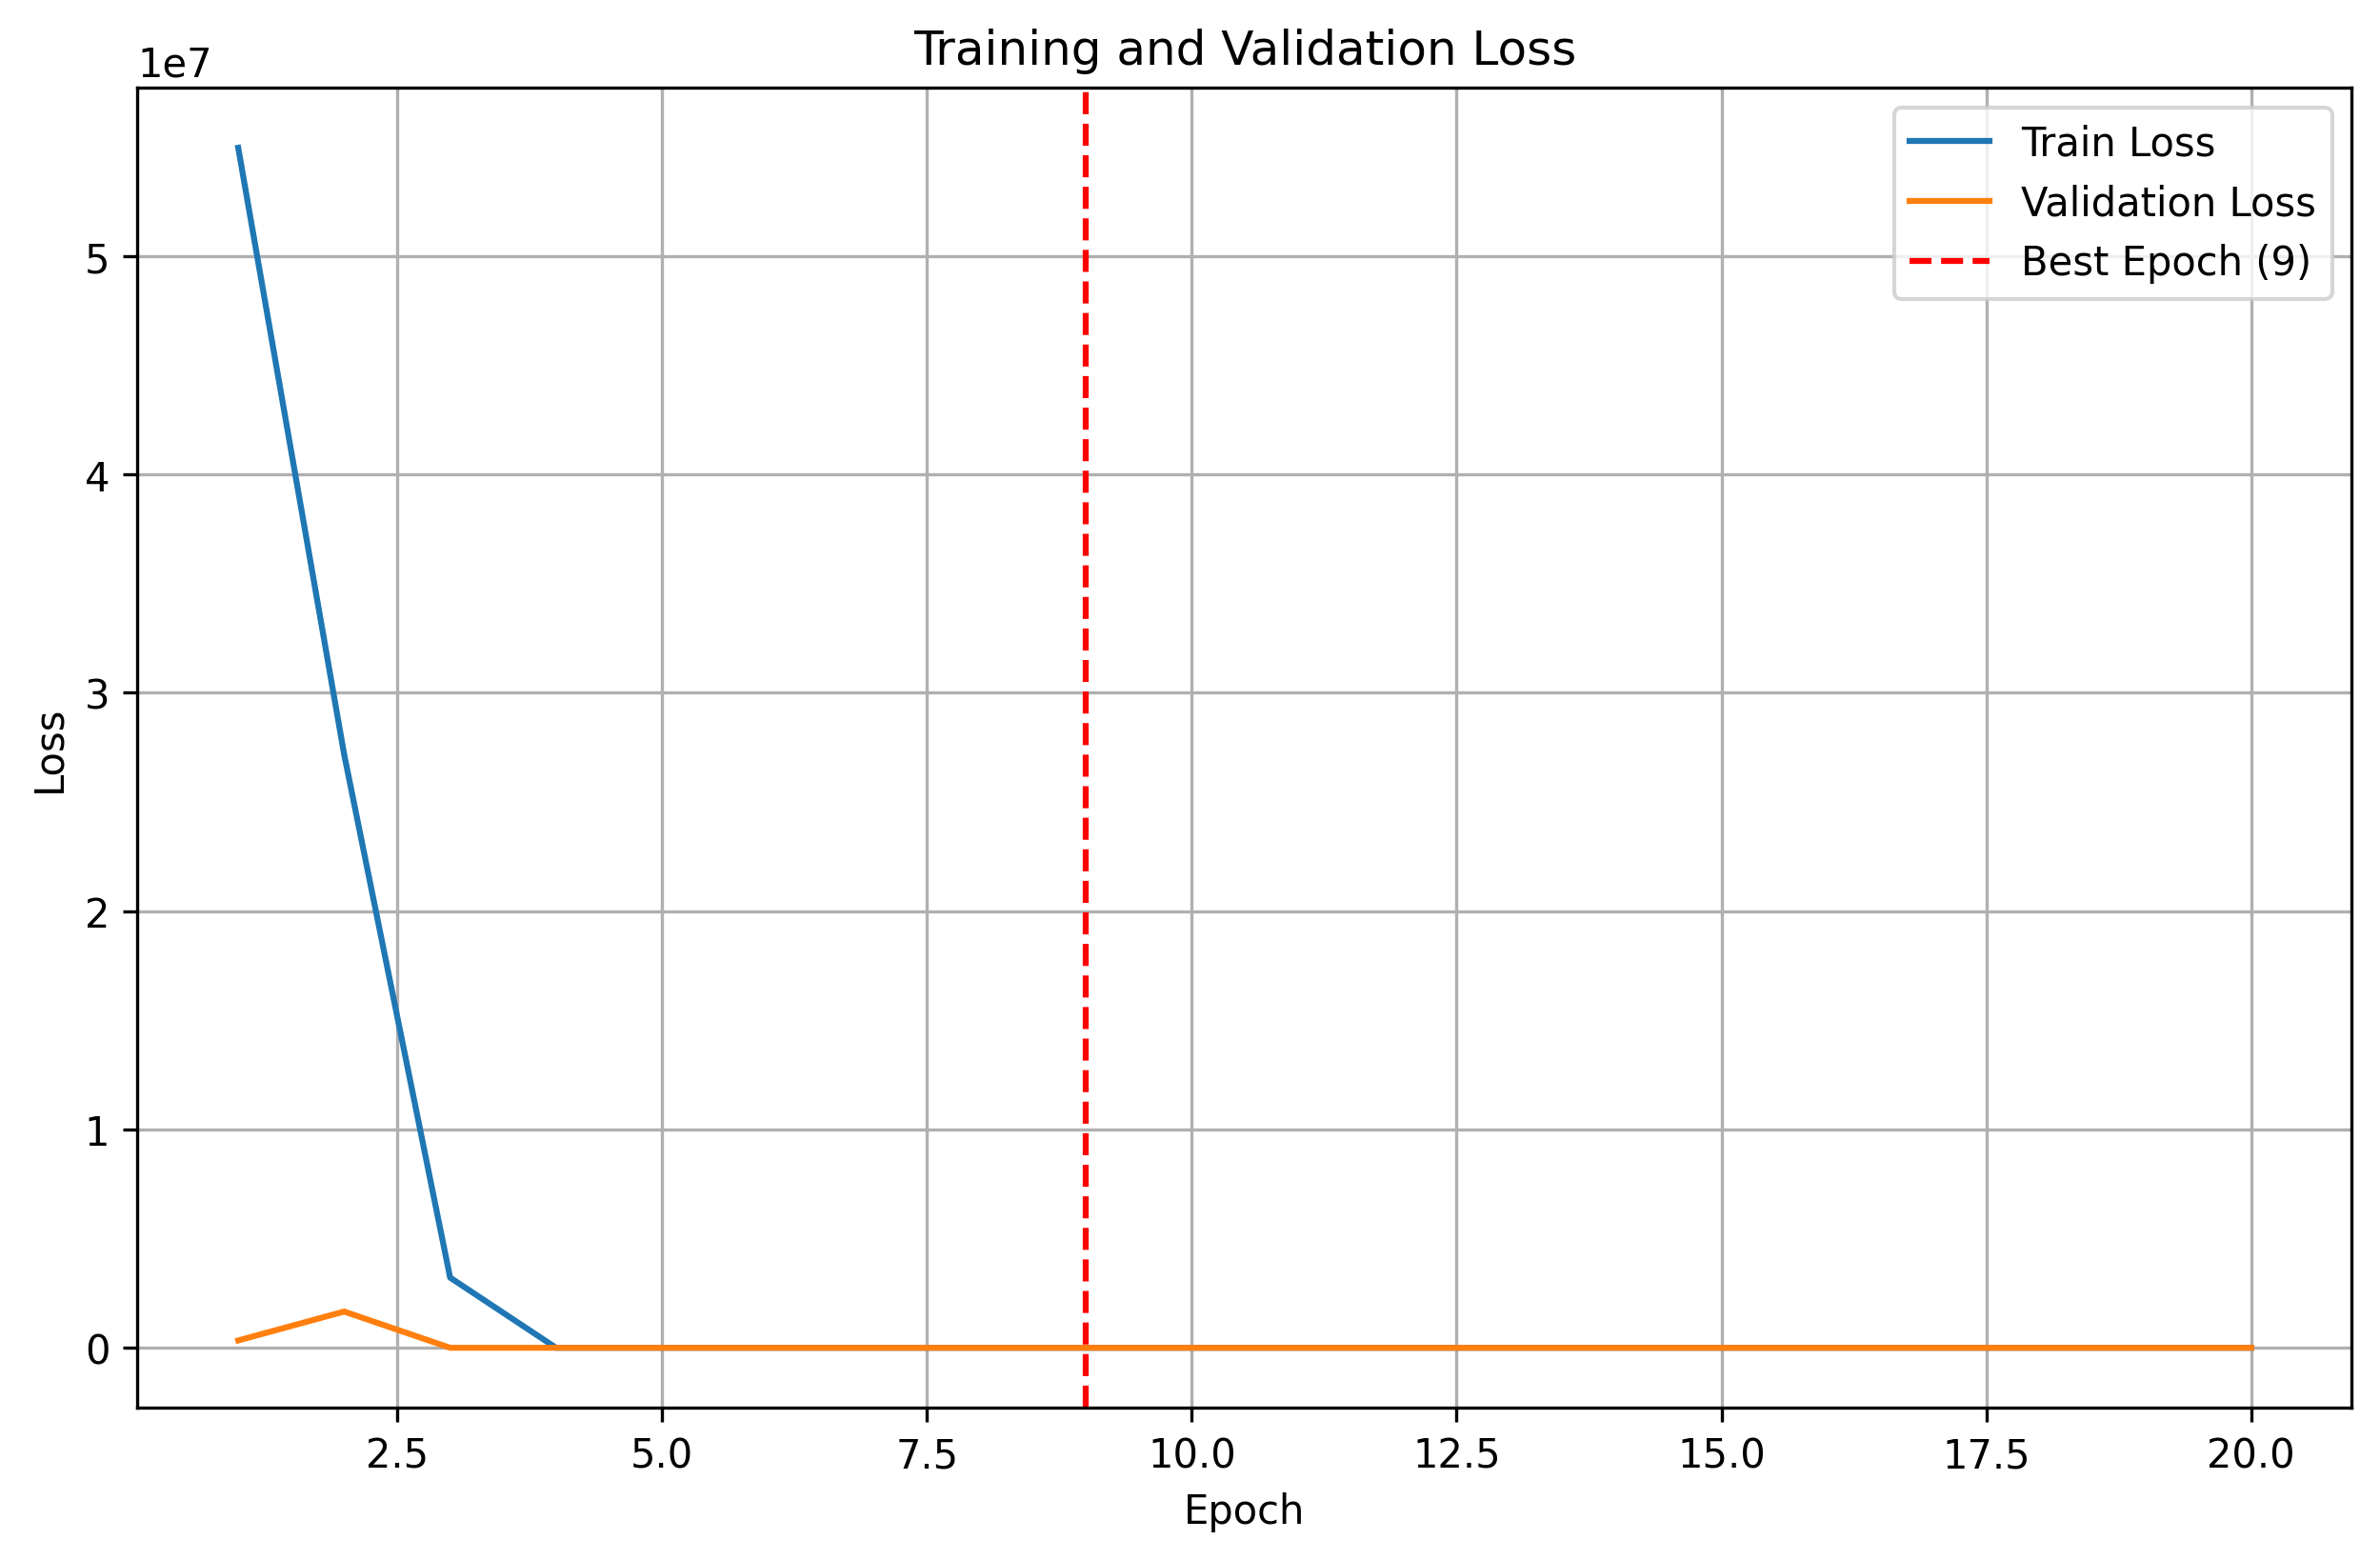 Training and Validation Loss
1e7
Train Loss
Validation Loss
Best Epoch (9)
5
4
3
2
1
0
Loss
2.5 5.0 7.5 10.0 12.5 15.0 17.5 20.0
Epoch